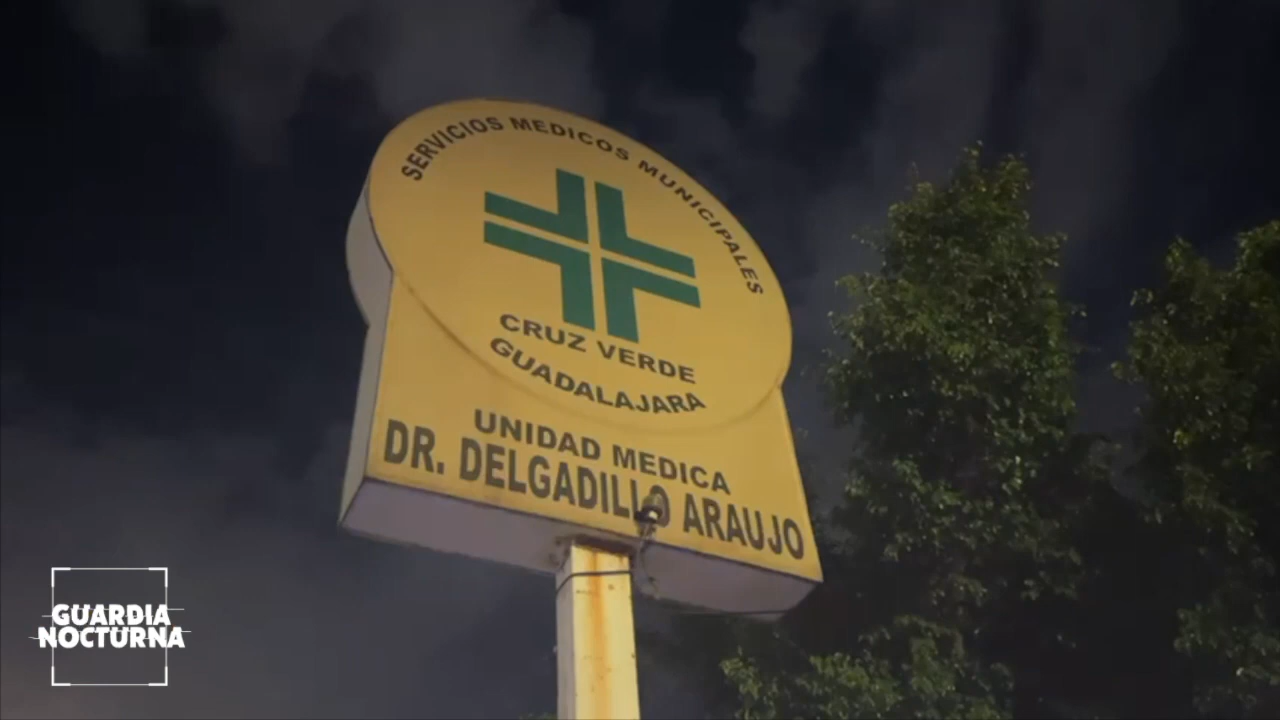 SERVICIOS MEDICOS MUNICIPALES
CRUZ VERDE
GUADALAJARA
UNIDAD MEDICA
DR. DELGADILLO ARAUJO
GUARDIA
NOCTURNA